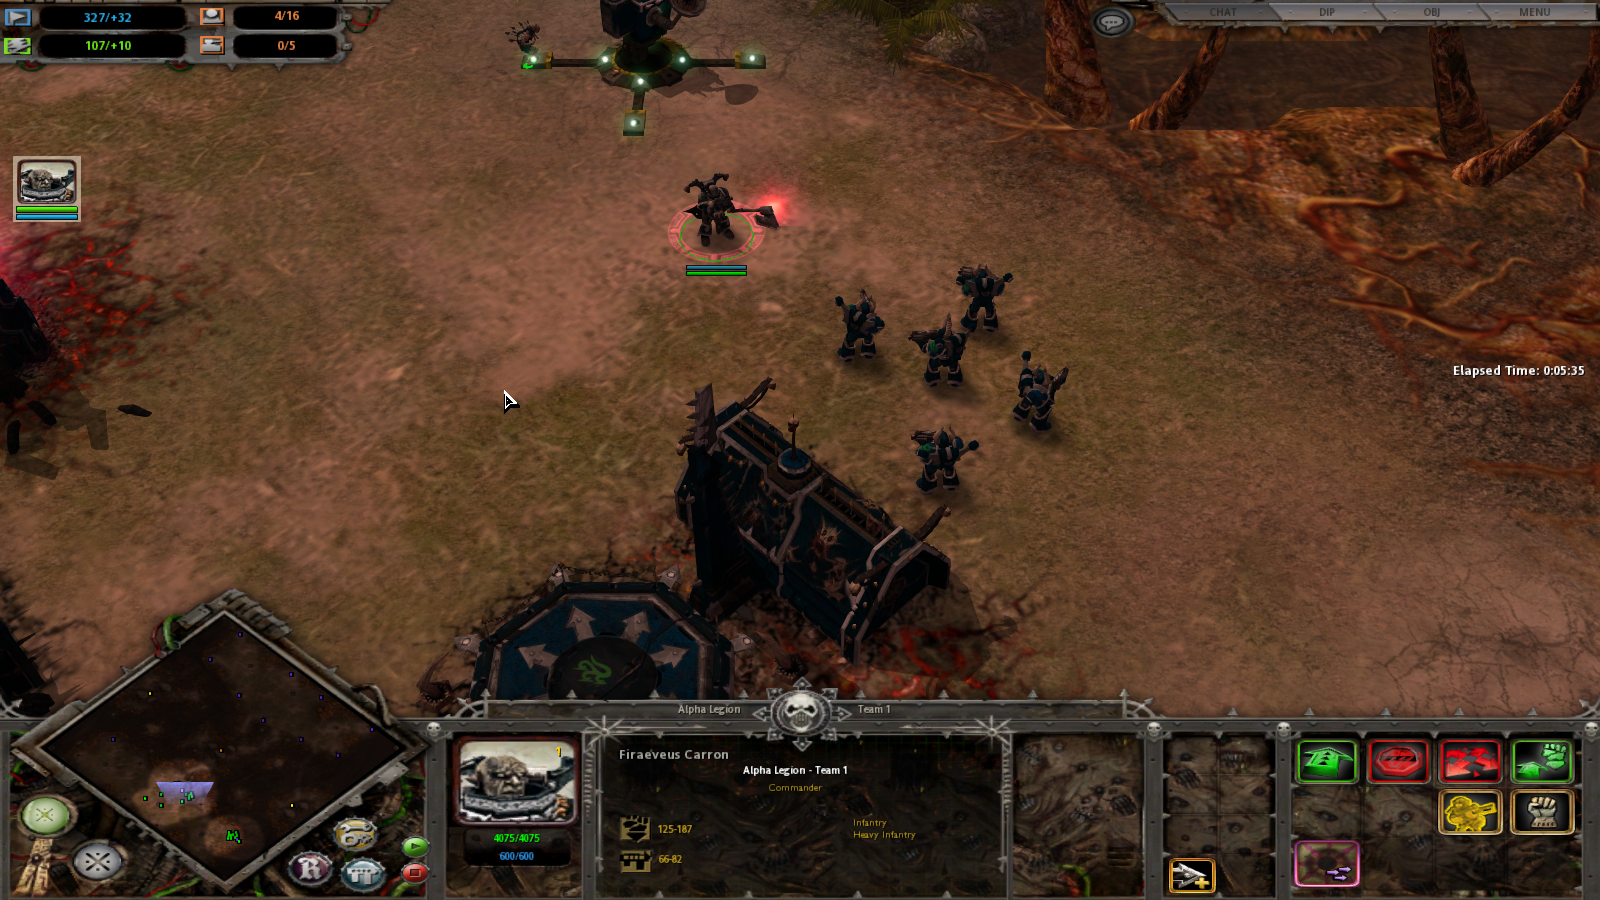 327/+32
4/16
107/+10
0/5
CHAT
DIP
OBJ
MENU
Elapsed Time: 0:05:35
Alpha Legion
Team 1
1
Firaeveus Carron
Alpha Legion - Team 1
Commander
125-187
66-82
Infantry
Heavy Infantry
4075/4075
600/600
R